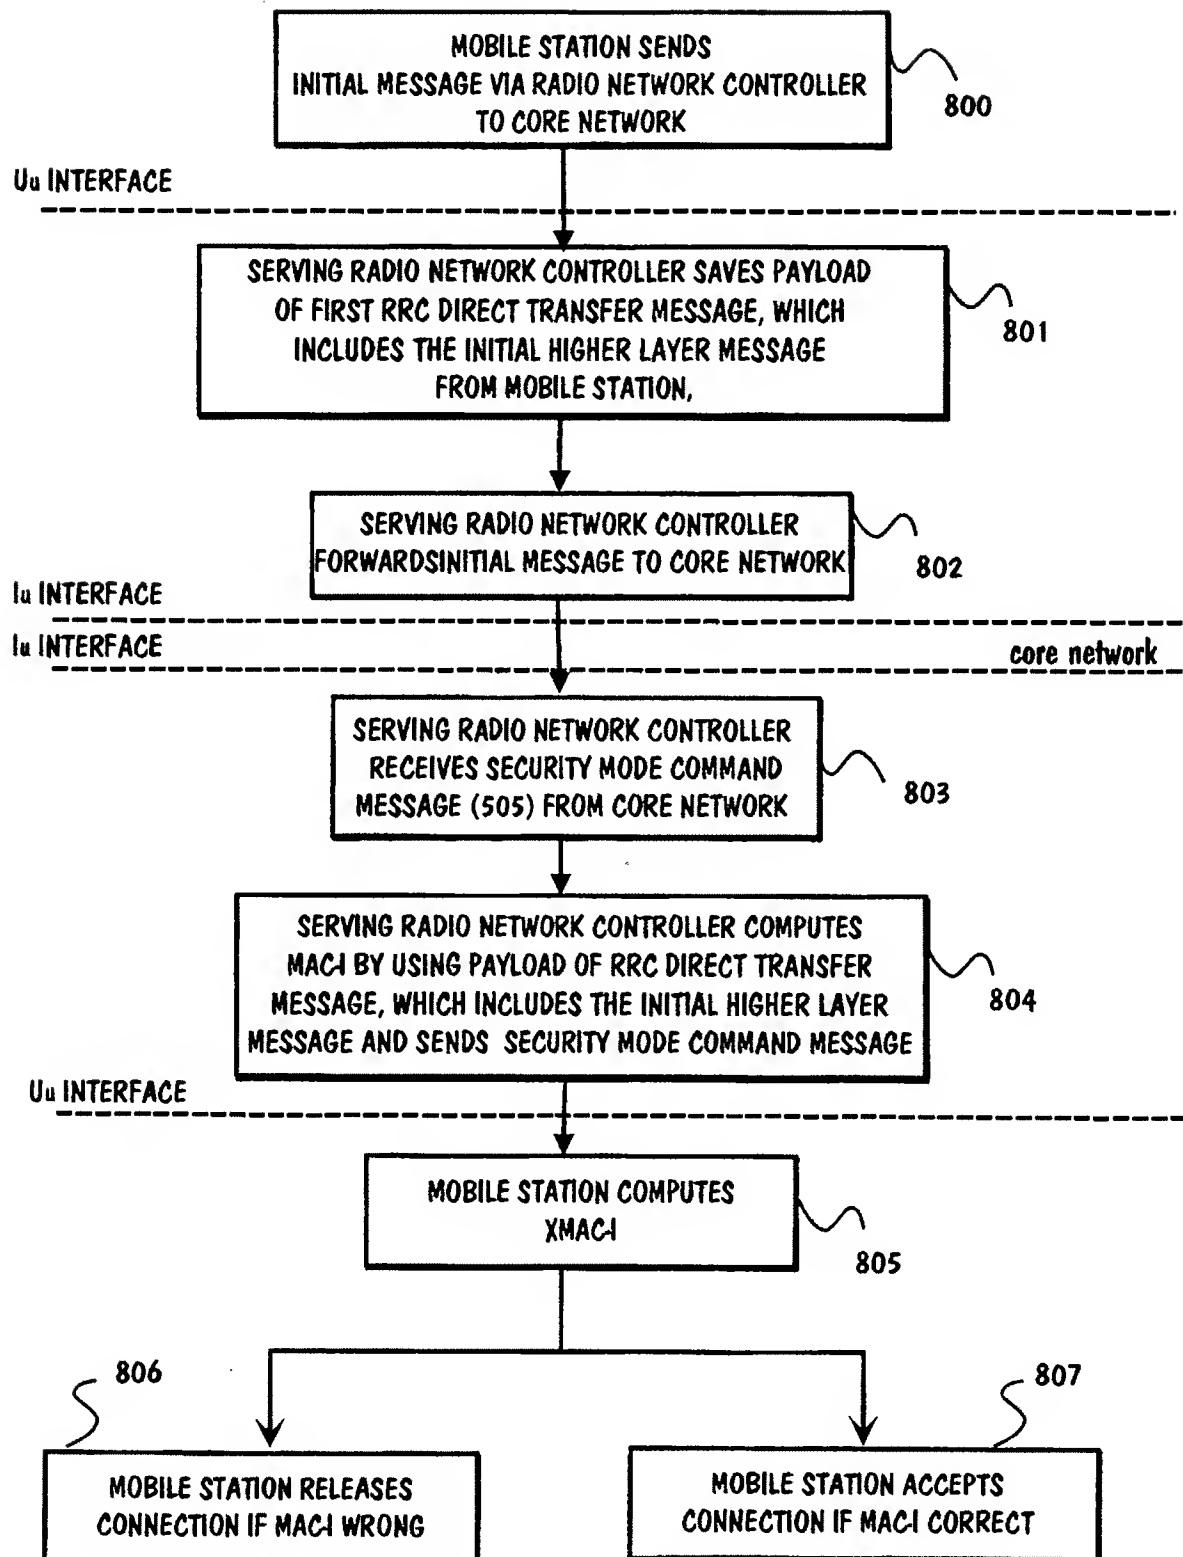 MOBILE STATION SENDS
INITIAL MESSAGE VIA RADIO NETWORK CONTROLLER
TO CORE NETWORK
800
Uu INTERFACE
SERVING RADIO NETWORK CONTROLLER SAVES PAYLOAD
OF FIRST RRC DIRECT TRANSFER MESSAGE, WHICH
INCLUDES THE INITIAL HIGHER LAYER MESSAGE
FROM MOBILE STATION,
801
SERVING RADIO NETWORK CONTROLLER
FORWARDSINITIAL MESSAGE TO CORE NETWORK
802
Iu INTERFACE
Iu INTERFACE
core network
SERVING RADIO NETWORK CONTROLLER
RECEIVES SECURITY MODE COMMAND
MESSAGE (505) FROM CORE NETWORK
803
SERVING RADIO NETWORK CONTROLLER COMPUTES
MAC-I BY USING PAYLOAD OF RRC DIRECT TRANSFER
MESSAGE, WHICH INCLUDES THE INITIAL HIGHER LAYER
MESSAGE AND SENDS SECURITY MODE COMMAND MESSAGE
804
Uu INTERFACE
MOBILE STATION COMPUTES
XMAC-I
805
806
MOBILE STATION RELEASES
CONNECTION IF MAC-I WRONG
807
MOBILE STATION ACCEPTS
CONNECTION IF MAC-I CORRECT